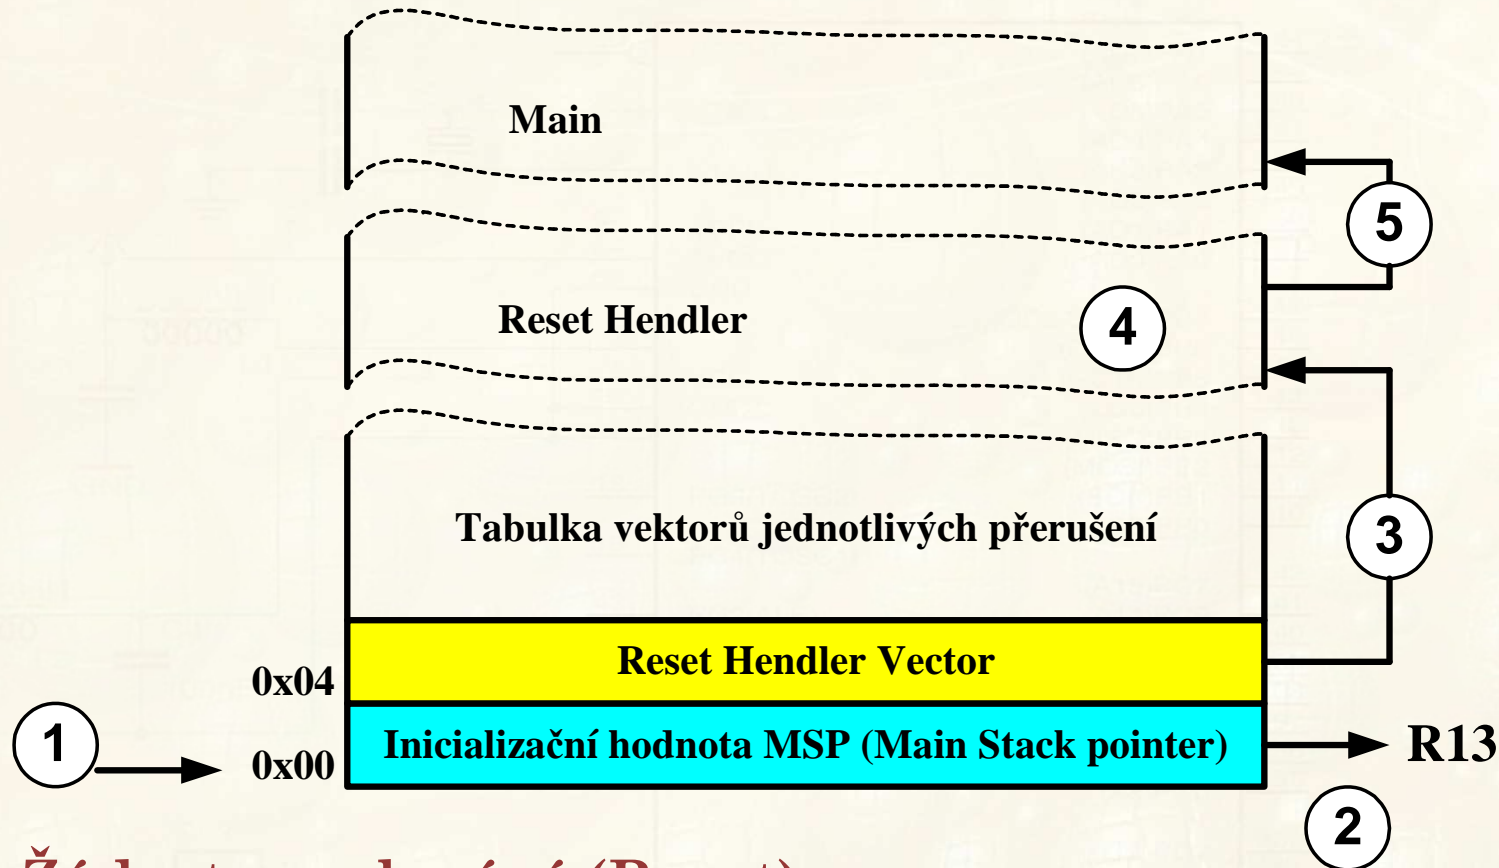 Main
5
Reset Hendler
4
Tabulka vektorů jednotlivých přerušení
3
Reset Hendler Vector
0x04
1
Inicializační hodnota MSP (Main Stack pointer)
R13
0x00
2
(Reset)